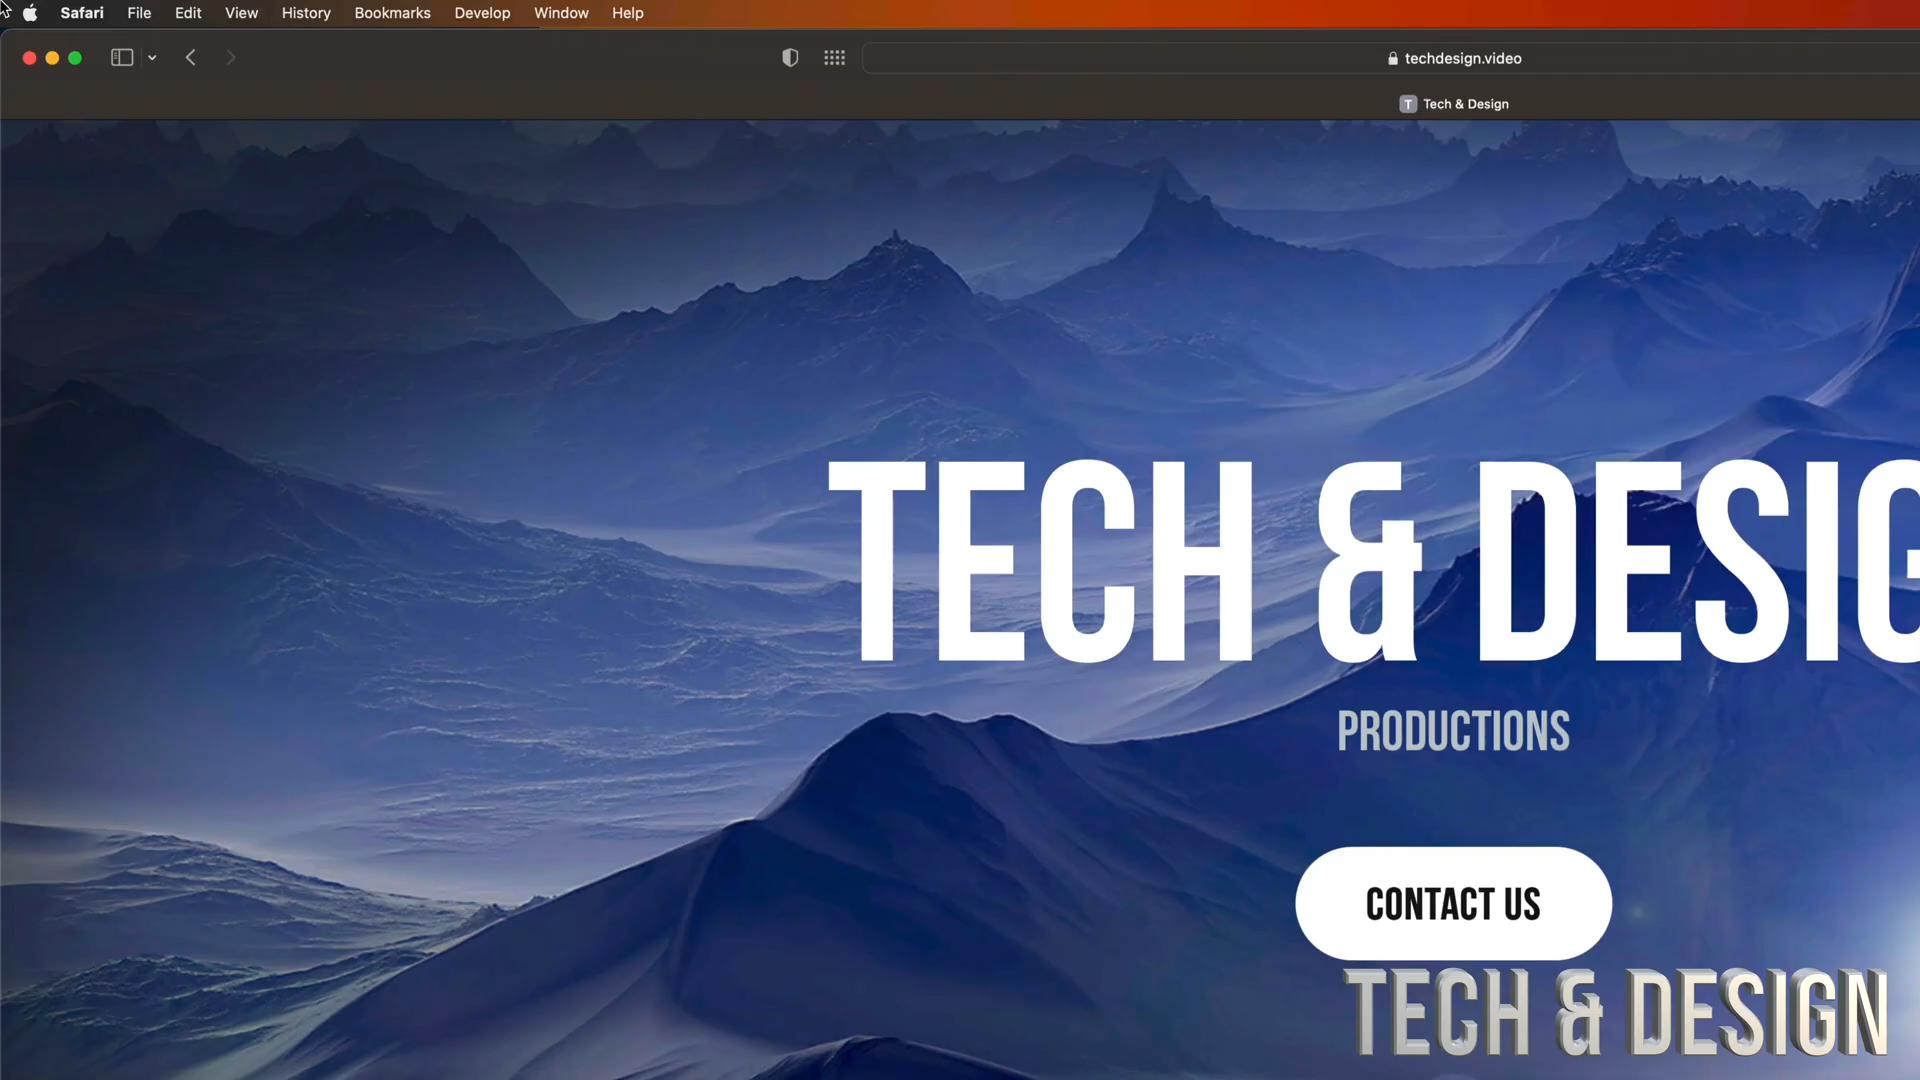 Safari File Edit View History Bookmarks Develop Window Help
techdesign.video
T Tech & Design
TECH & DESIG
PRODUCTIONS
CONTACT US
TECH & DESIGN